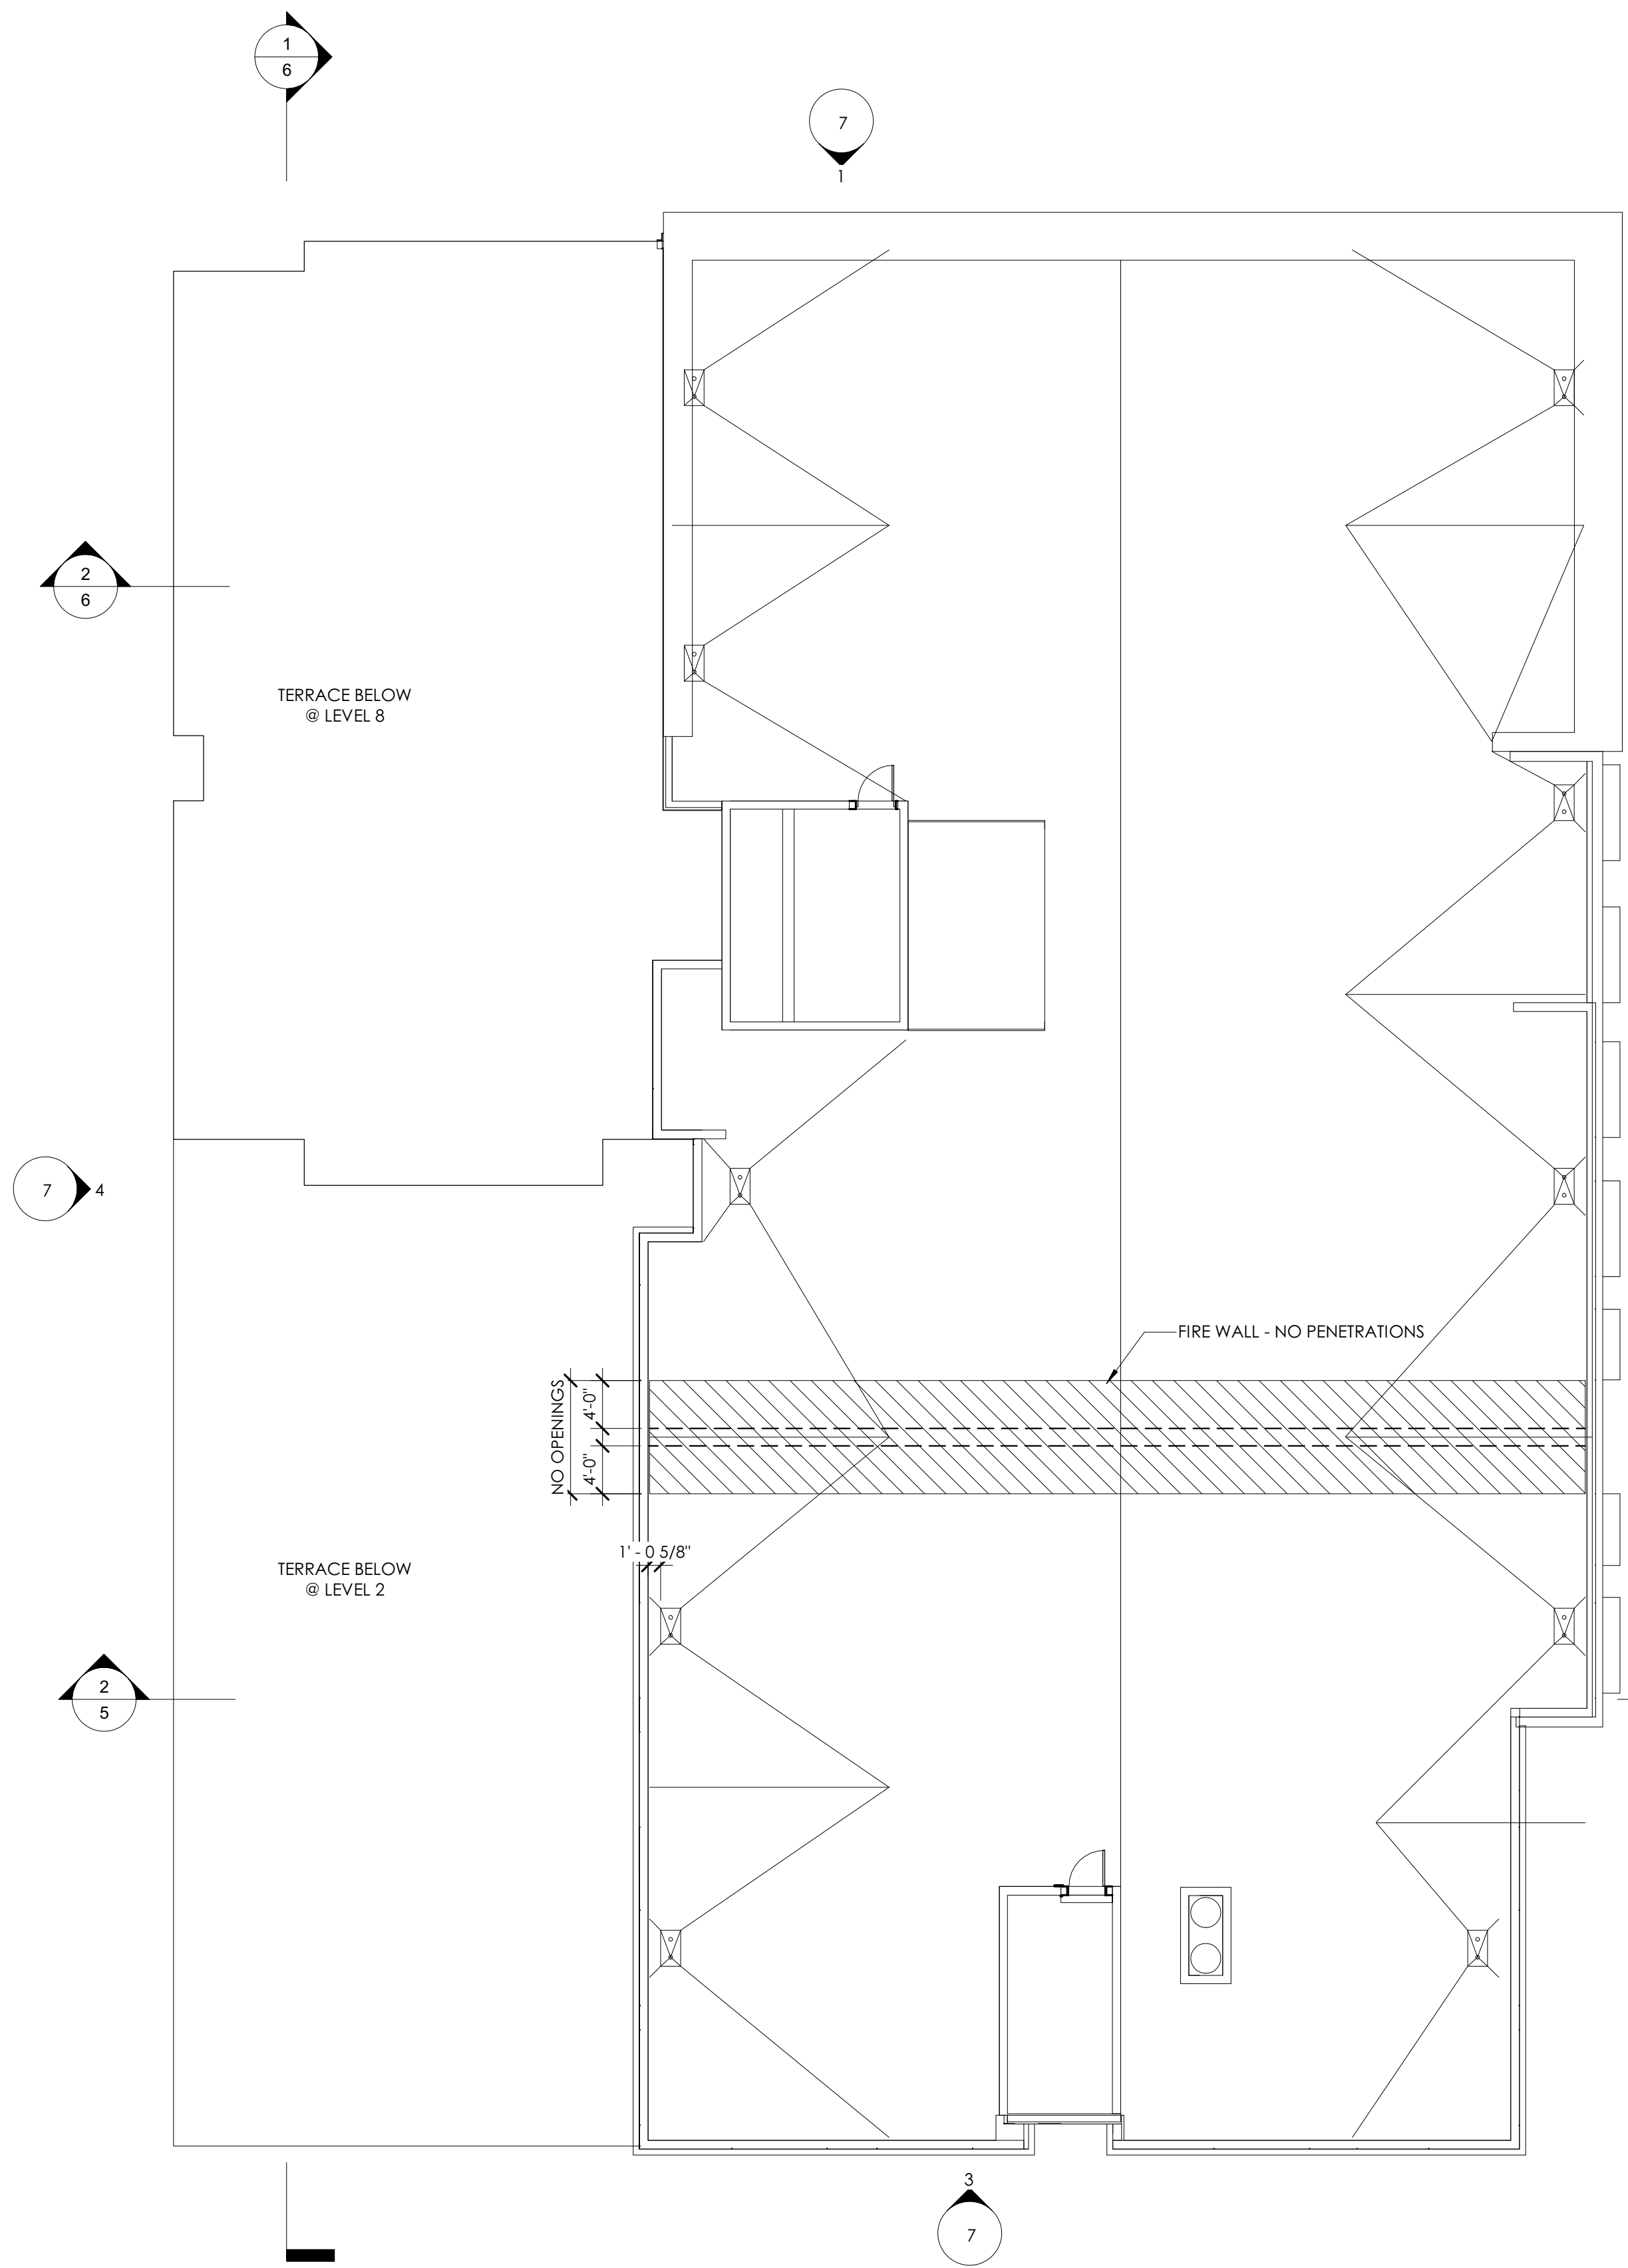 1
6
7
1
2
6
TERRACE BELOW
@ LEVEL 8
7
4
FIRE WALL - NO PENETRATIONS
NO OPENINGS
4'-0"
4'-0"
1' - 0 5/8"
TERRACE BELOW
@ LEVEL 2
2
5
3
7